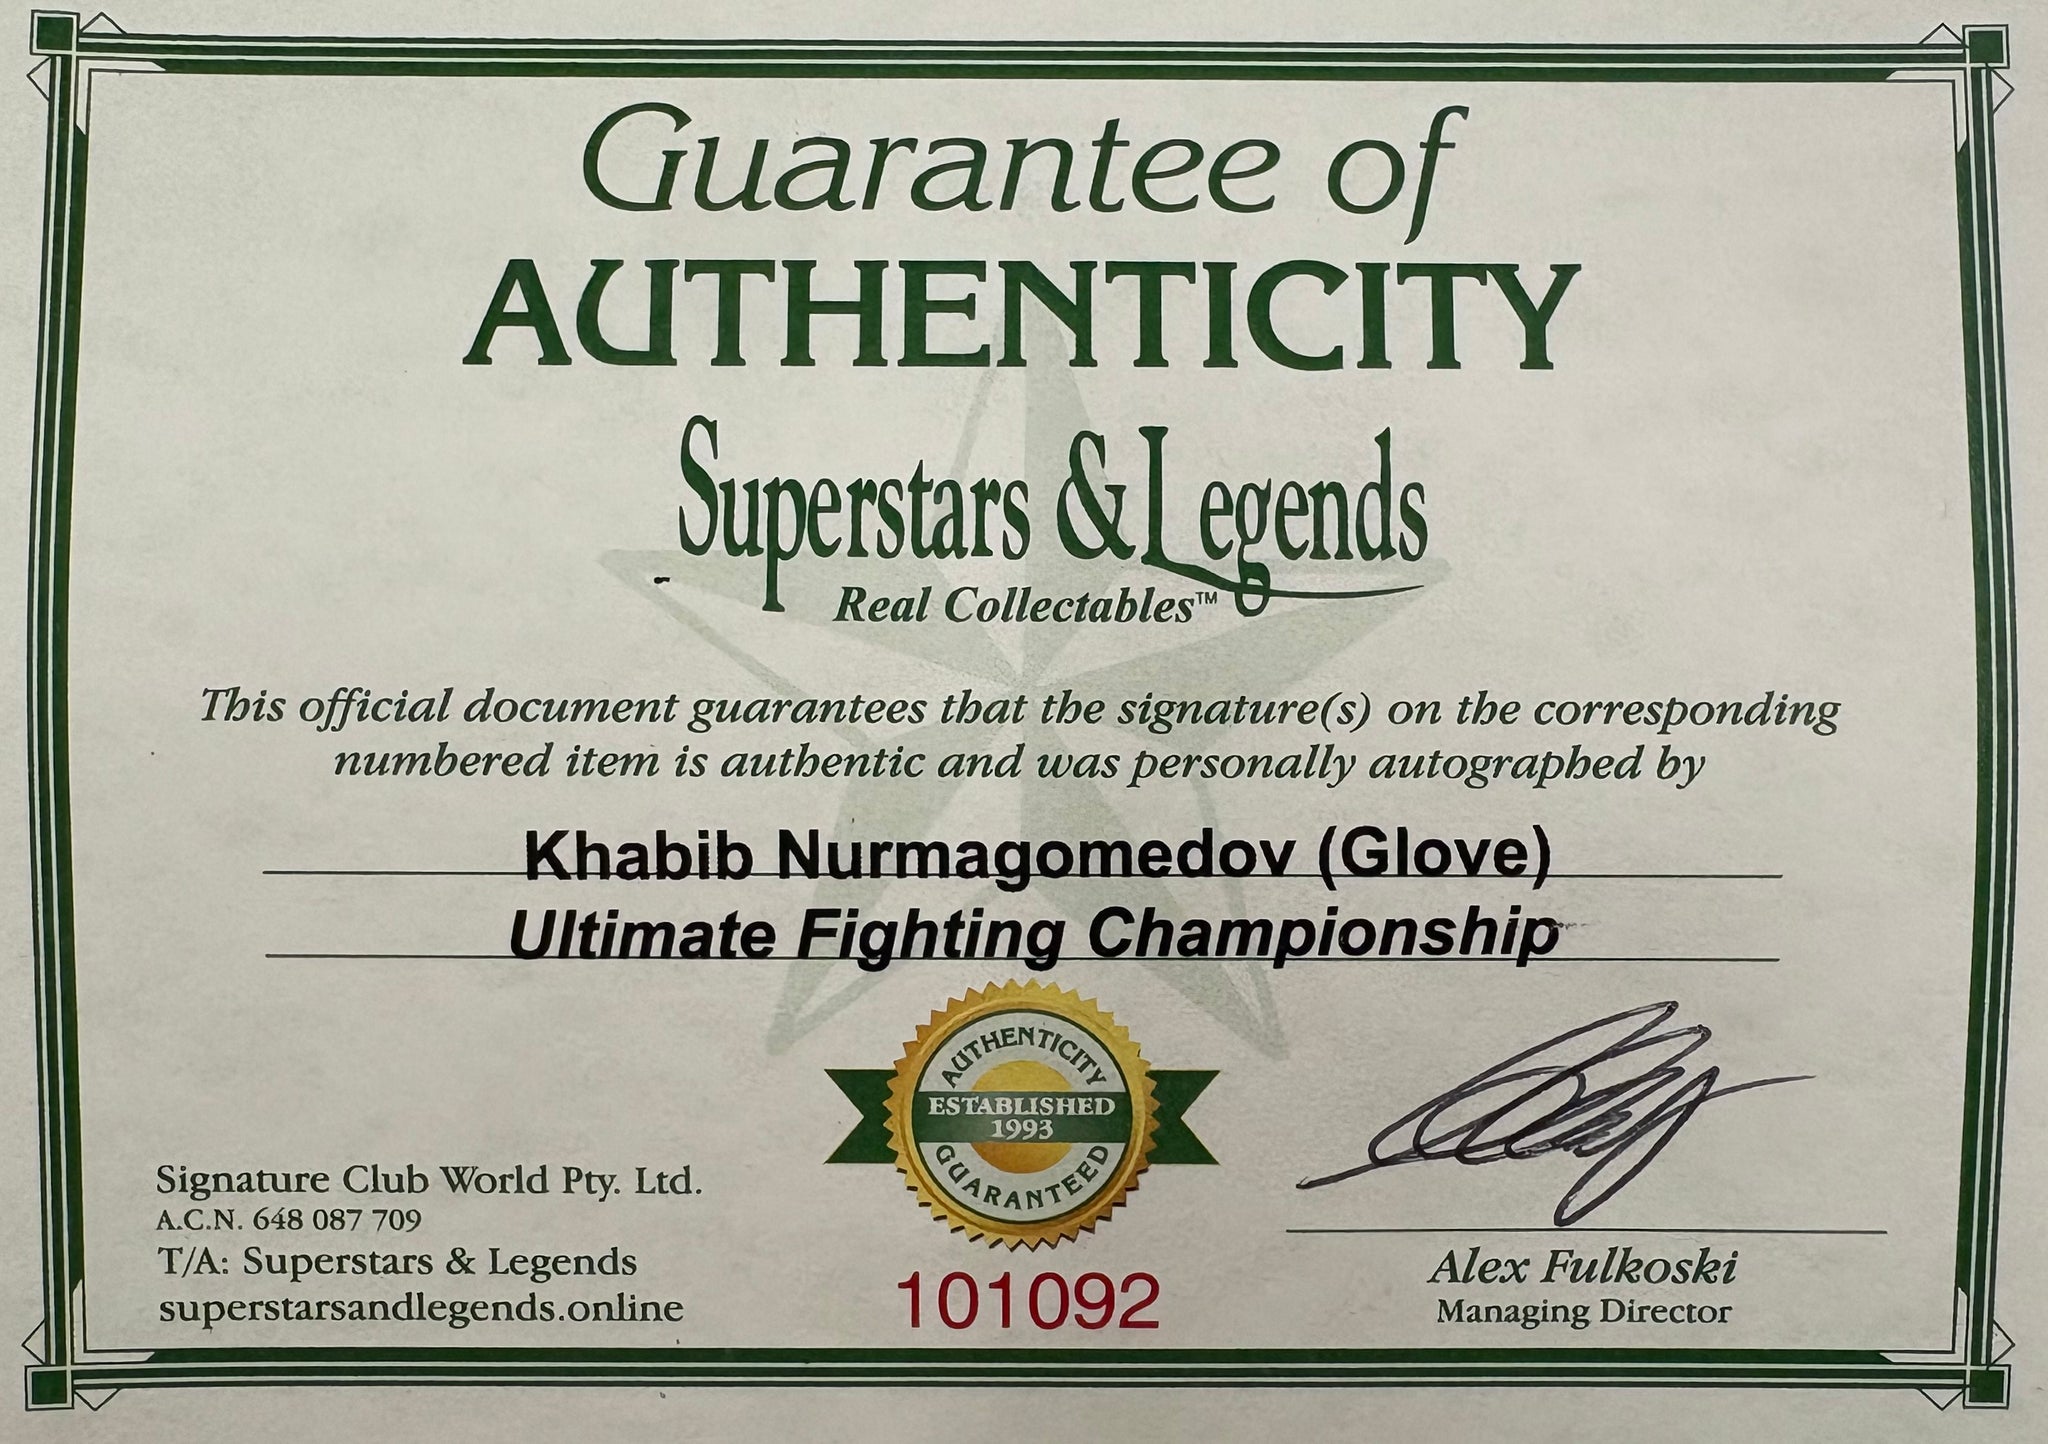 Guarantee of
AUTHENTICITY
Superstars & Legends
Real Collectables™
This official document guarantees that the signature(s) on the corresponding
numbered item is authentic and was personally autographed by
Khabib Nurmagomedov (Glove)
Ultimate Fighting Championship
AUTHENTICITY
ESTABLISHED
1993
GUARANTEED
Signature Club World Pty. Ltd.
A.C.N. 648 087 709
T/A: Superstars & Legends
superstarsandlegends.online
101092
Alex Fulkoski
Managing Director